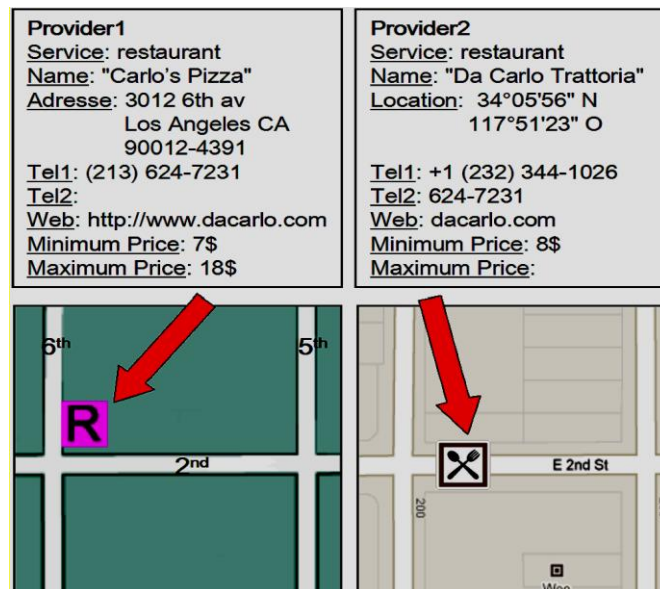 Provider1
Service: restaurant
Name: "Carlo's Pizza"
Adresse: 3012 6th av
Los Angeles CA
90012-4391
Tel1: (213) 624-7231
Tel2:
Web: http://www.dacarlo.com
Minimum Price: 7$
Maximum Price: 18$
Provider2
Service: restaurant
Name: "Da Carlo Trattoria"
Location: 34°05'56" N
117°51'23" O
Tel1: +1 (232) 344-1026
Tel2: 624-7231
Web: dacarlo.com
Minimum Price: 8$
Maximum Price:
6th
5th
R
2nd
E 2nd St
200